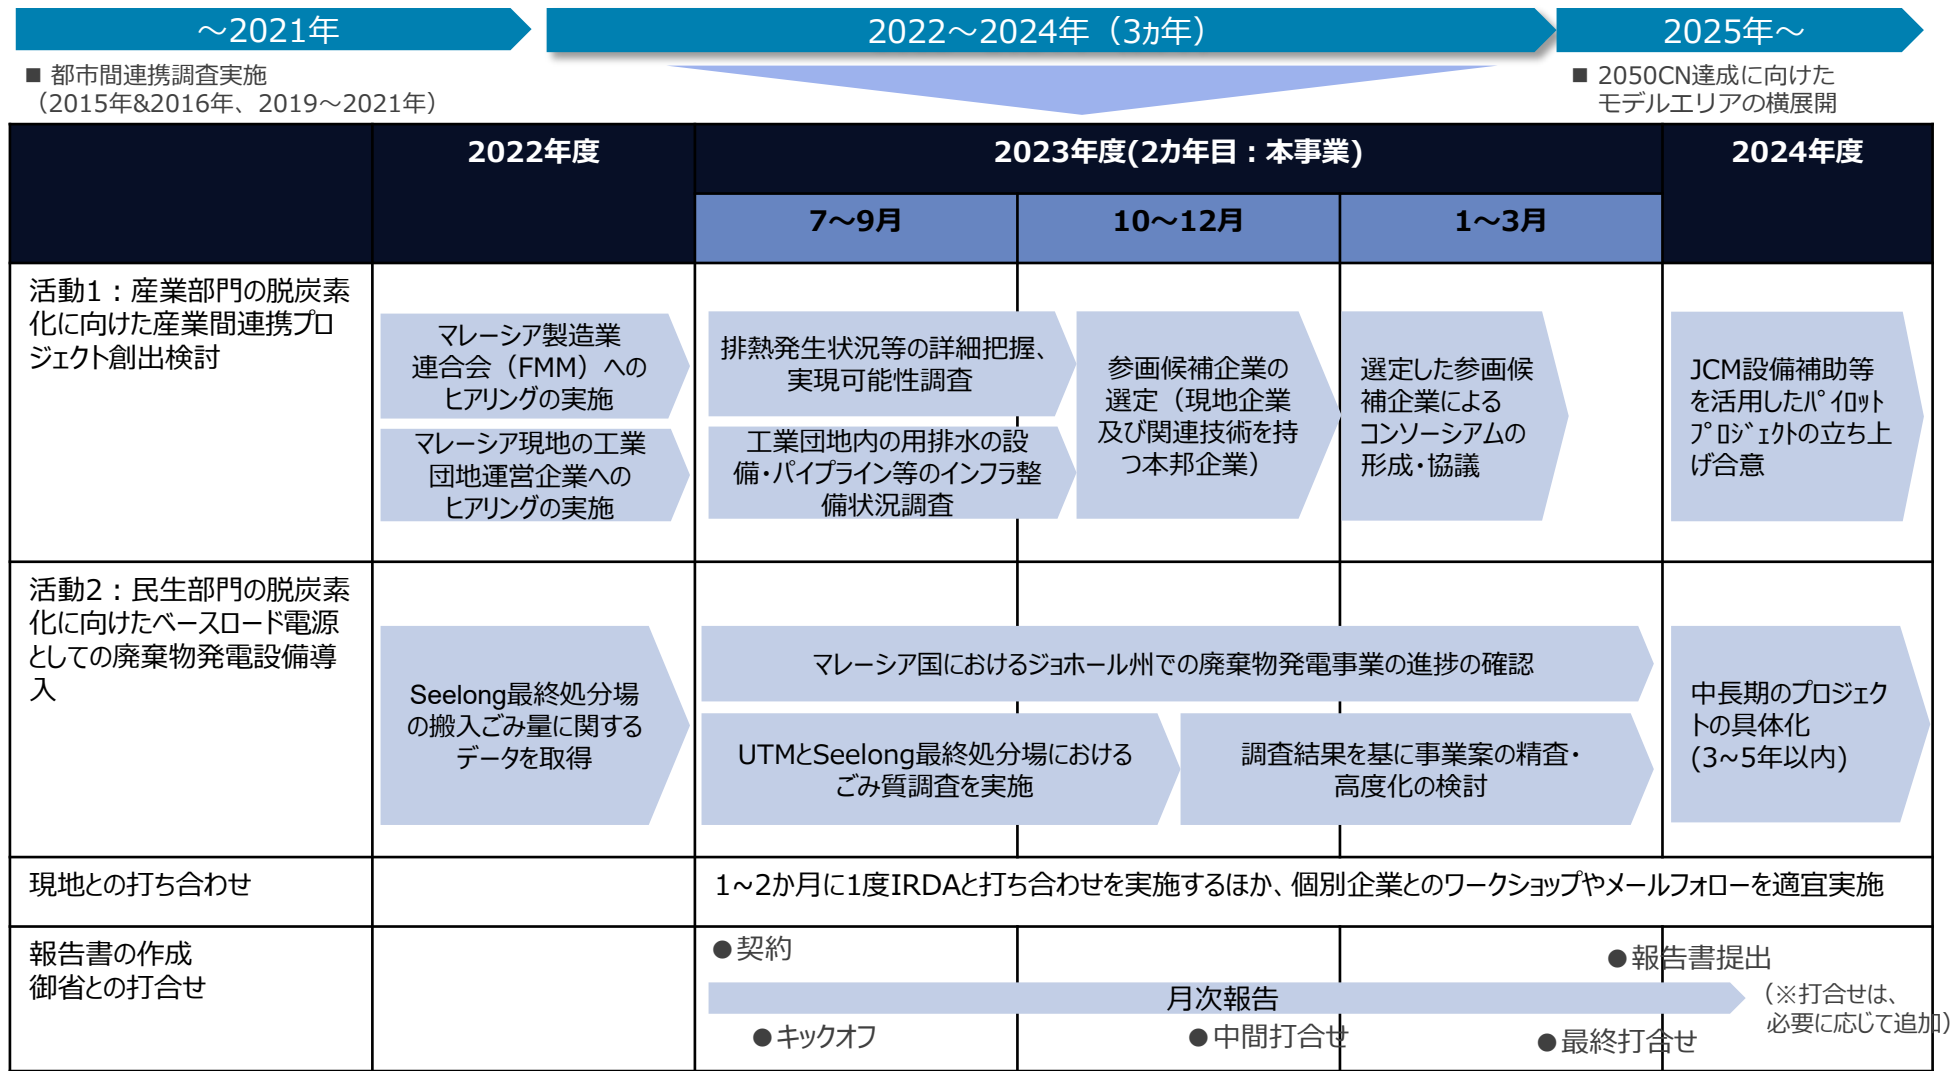 ～2021年
2022～2024年（3ヵ年）
2025年～
■ 都市間連携調査実施
（2015年&2016年、2019～2021年）
■ 2050CN達成に向けた
モデルエリアの横展開
2022年度
2023年度(2カ年目：本事業)
2024年度
7～9月
10～12月
1～3月
活動1：産業部門の脱炭素
化に向けた産業間連携プロ
ジェクト創出検討
マレーシア製造業
連合会（FMM）への
ヒアリングの実施
マレーシア現地の工業
団地運営企業への
ヒアリングの実施
排熱発生状況等の詳細把握、
実現可能性調査
工業団地内の用排水の設
備・パイプライン等のインフラ整
備状況調査
参画候補企業の
選定（現地企業
及び関連技術を持
つ本邦企業）
選定した参画候
補企業による
コンソーシアムの
形成・協議
JCM設備補助等
を活用したﾊﾟｲﾛｯﾄ
ﾌﾟﾛｼﾞｪｸﾄの立ち上
げ合意
活動2：民生部門の脱炭素
化に向けたベースロード電源
としての廃棄物発電設備導
入
Seelong最終処分場
の搬入ごみ量に関する
データを取得
マレーシア国におけるジョホール州での廃棄物発電事業の進捗の確認
UTMとSeelong最終処分場における
ごみ質調査を実施
調査結果を基に事業案の精査・
高度化の検討
中長期のプロジェク
トの具体化
(3~5年以内)
現地との打ち合わせ
1~2か月に1度IRDAと打ち合わせを実施するほか、個別企業とのワークショップやメールフォローを適宜実施
報告書の作成
御省との打合せ
●契約
●報告書提出
月次報告
（※打合せは、
必要に応じて追加）
●キックオフ
●中間打合せ
●最終打合せ